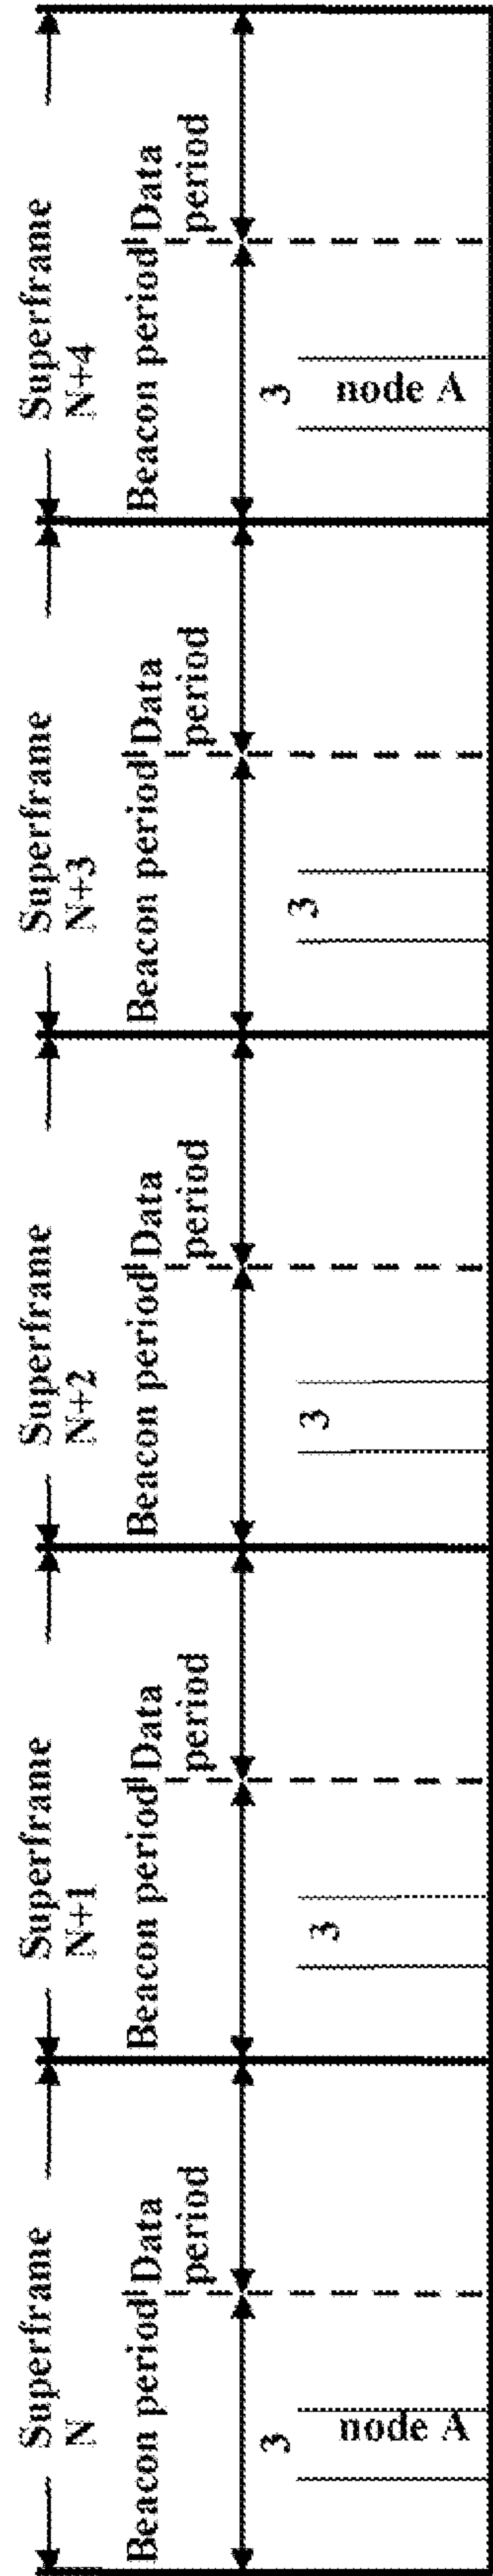 Superframe
N
Beacon period
Data
period
3
node A
Superframe
N+1
Beacon period
Data
period
3
Superframe
N+2
Beacon period
Data
period
3
Superframe
N+3
Beacon period
Data
period
3
Superframe
N+4
Beacon period
Data
period
3
node A